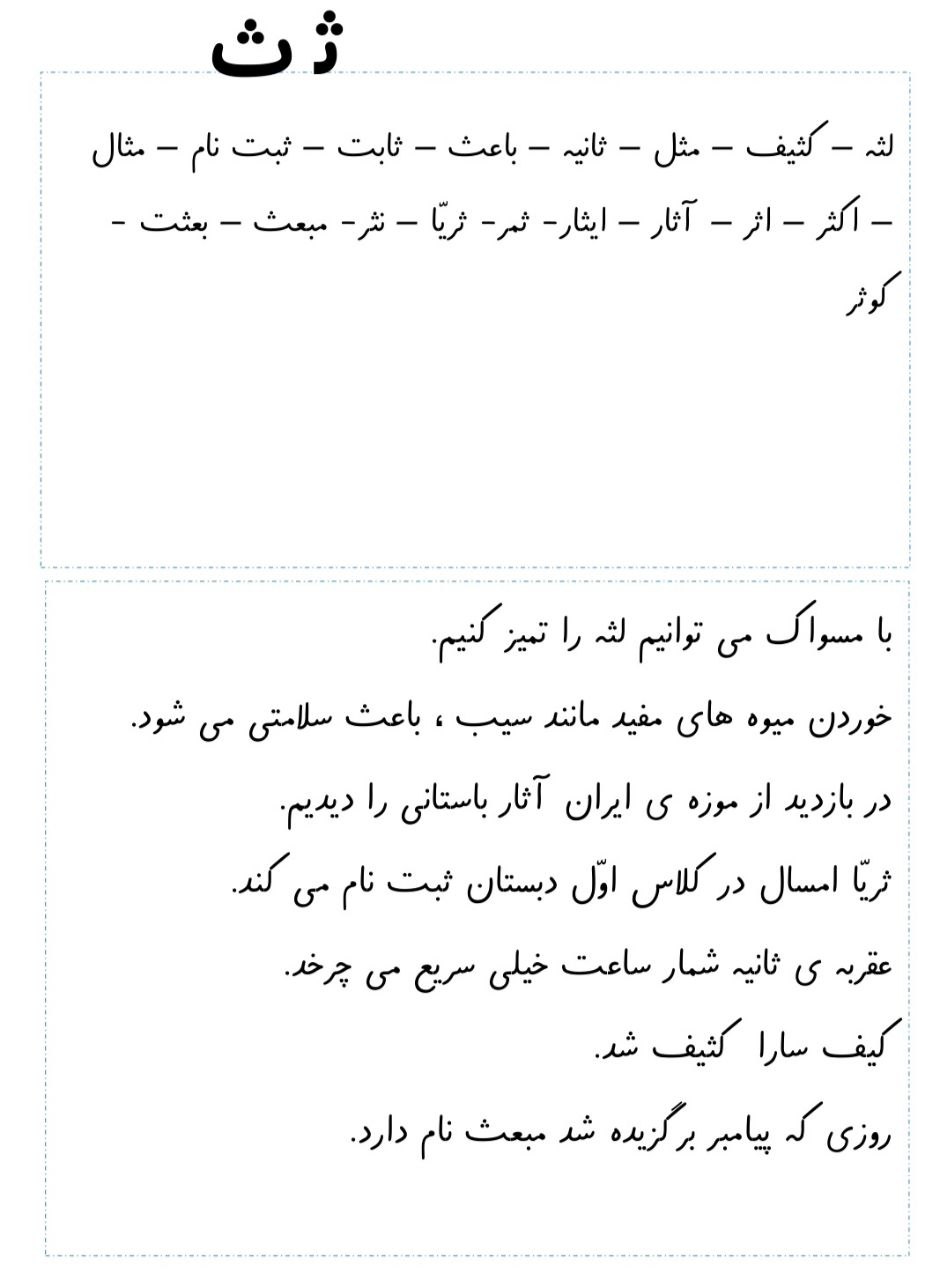 ثـ ث
لثه – کثیف – مثل – ثانیه – باعث – ثابت – ثبت نام – مثال
– اکثر – اثر – آثار – ایثار- ثمر- ثریّا – نثر- مبعث – بعثت -
کوثر
با مسواک می توانیم لثه را تمیز کنیم.
خوردن میوه های مفید مانند سیب ، باعث سلامتی می شود.
در بازدید از موزه ی ایران آثار باستانی را دیدیم.
ثریّا امسال در کلاس اوّل دبستان ثبت نام می کند.
عقربه ی ثانیه شمار ساعت خیلی سریع می چرخد.
کیف سارا کثیف شد.
روزی که پیامبر برگزیده شد مبعث نام دارد.